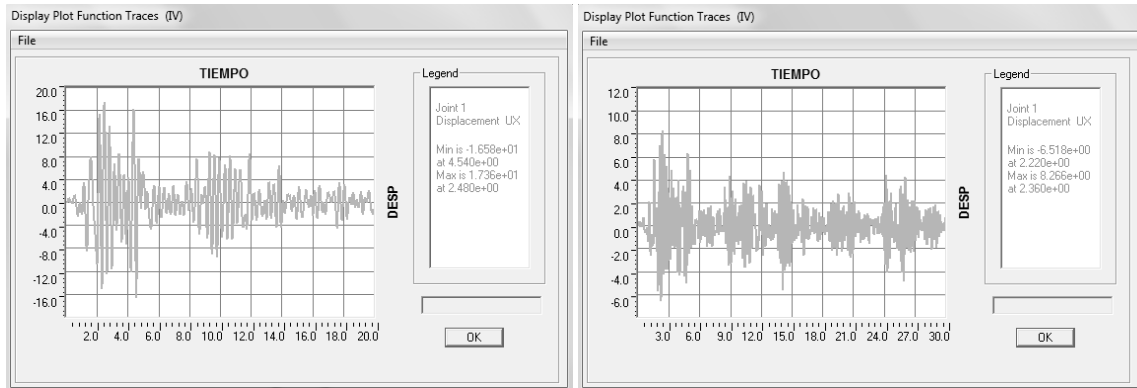 Display Plot Function Traces (IV)
File
TIEMPO
20.0
16.0
12.0
8.0
4.0
0.0
-4.0
-8.0
-12.0
-16.0
2.0 4.0 6.0 8.0 10.0 12.0 14.0 16.0 18.0 20.0
DESP
Legend
Joint 1
Displacement UX
Min is -1.658e+01
at 4.540e+00
Max is 1.736e+01
at 2.480e+00
OK
Display Plot Function Traces (IV)
File
TIEMPO
12.0
10.0
8.0
6.0
4.0
2.0
0.0
-2.0
-4.0
-6.0
3.0 6.0 9.0 12.0 15.0 18.0 21.0 24.0 27.0 30.0
DESP
Legend
Joint 1
Displacement UX
Min is -6.518e+00
at 2.220e+00
Max is 8.266e+00
at 2.360e+00
OK